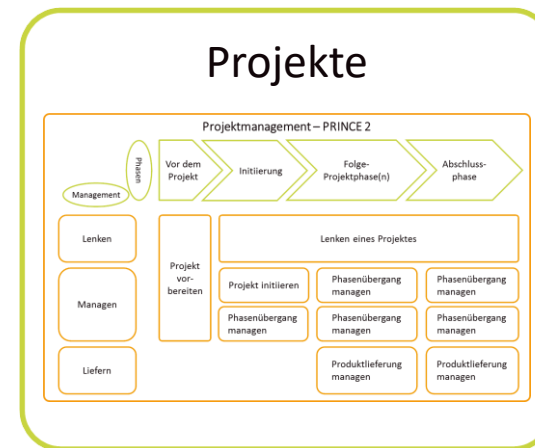 Projekte
Projektmanagement – PRINCE 2
Phasen
Management
Vor dem
Projekt
Initiierung
Folge-
Projektphase(n)
Abschluss-
phase
Lenken
Projekt
vor-
bereiten
Lenken eines Projektes
Managen
Projekt initiieren
Phasenübergang
managen
Phasenübergang
managen
Phasenübergang
managen
Phasenübergang
managen
Phasenübergang
managen
Liefern
Produktlieferung
managen
Produktlieferung
managen